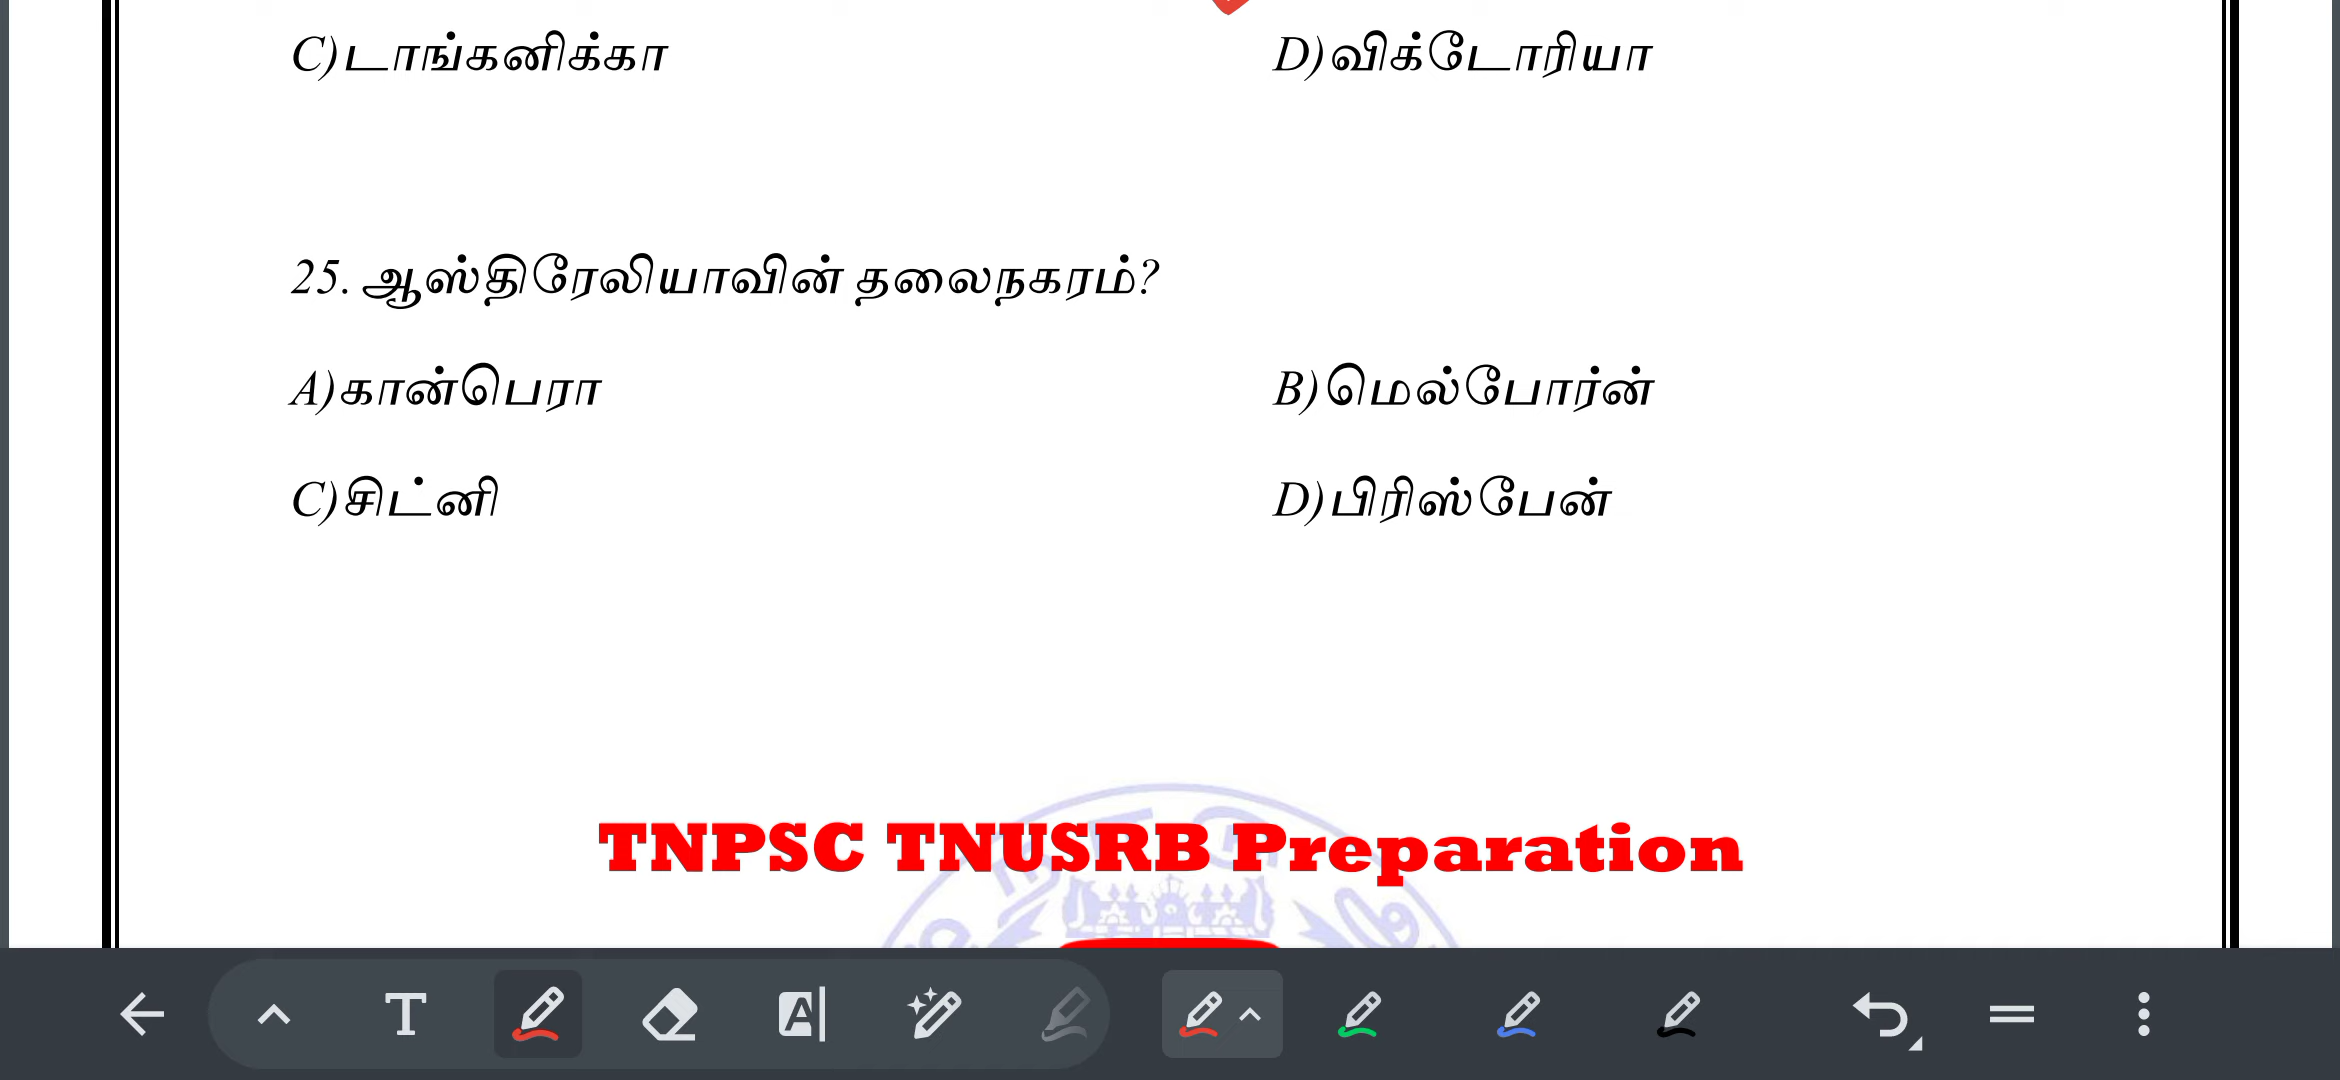 C)டாங்கனிக்கா D)விக்டோரியா
25. ஆஸ்திரேலியாவின் தலைநகரம்?
A)கான்பெரா B)மெல்போர்ன்
C)சிட்னி D)பிரிஸ்பேன்
TNPSC TNUSRB Preparation